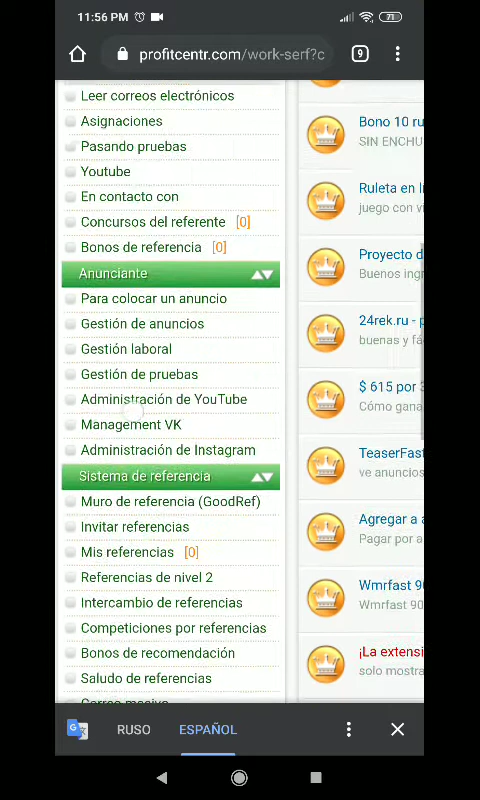 11:56 PM
71
profitcentr.com/work-serf?c
9
Leer correos electrónicos
Asignaciones
Pasando pruebas
Youtube
En contacto con
Concursos del referente [0]
Bonos de referencia [0]
Anunciante
Para colocar un anuncio
Gestión de anuncios
Gestión laboral
Gestión de pruebas
Administración de YouTube
Management VK
Administración de Instagram
Sistema de referencia
Muro de referencia (GoodRef)
Invitar referencias
Mis referencias [0]
Referencias de nivel 2
Intercambio de referencias
Competiciones por referencias
Bonos de recomendación
Saludo de referencias
Correo masivo
Bono 10 ru
SIN ENCHU
Ruleta en l
juego con vi
Proyecto d
Buenos ing
24rek.ru - p
buenas y fá
$ 615 por 3
Cómo gana
TeaserFast
ve anuncios
Agregar a a
Pagar por a
Wmrfast 90
Wmrfast 90
¡La extensi
solo mostra
RUSO
ESPAÑOL